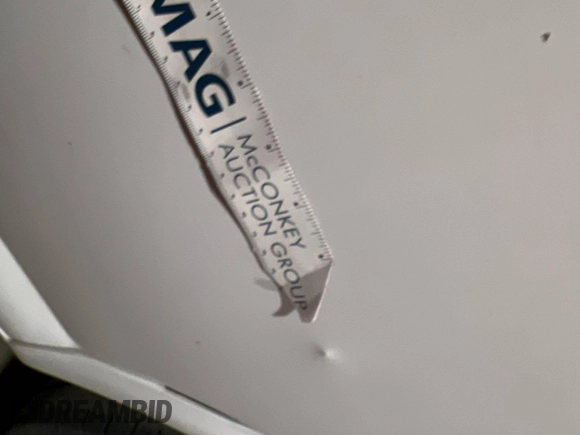 MAG
McCONKEY
AUCTION GROUP
DREAMBID